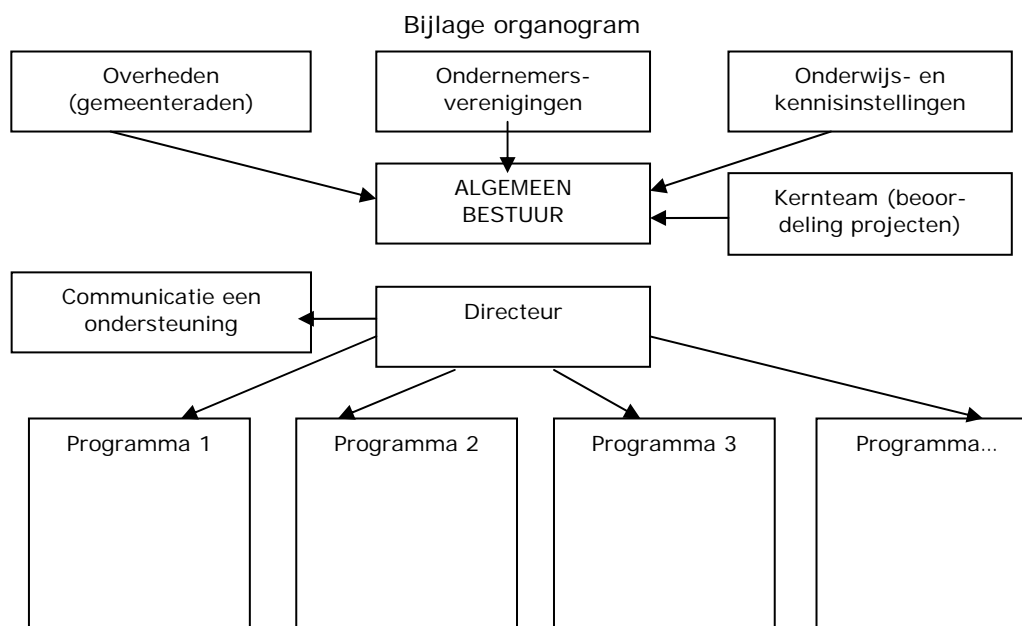 Bijlage organogram
Overheden
(gemeenteraden)
Ondernemers-
verenigingen
Onderwijs- en
kennisinstellingen
ALGEMEEN
BESTUUR
Kernteam (beoor-
deling projecten)
Communicatie een
ondersteuning
Directeur
Programma 1
Programma 2
Programma 3
Programma...